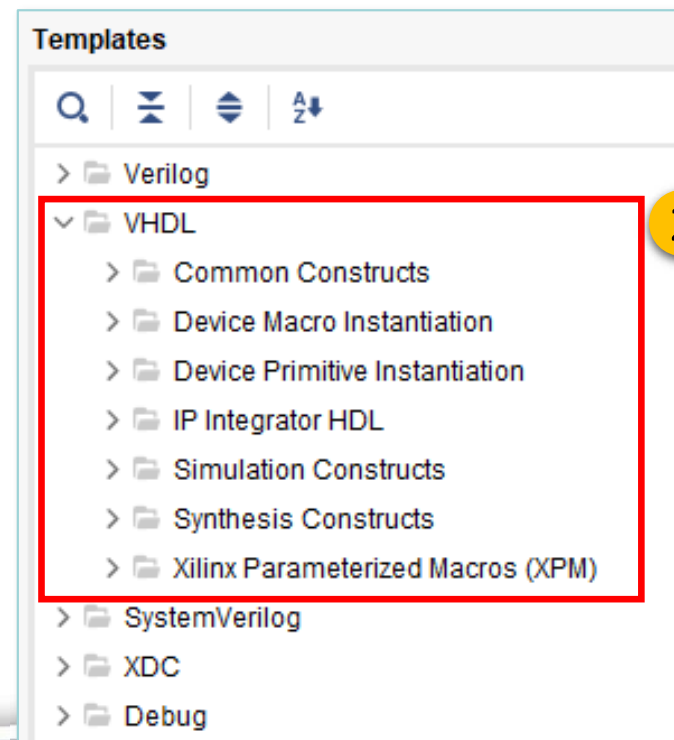 Templates
Verilog
VHDL
Common Constructs
Device Macro Instantiation
Device Primitive Instantiation
IP Integrator HDL
Simulation Constructs
Synthesis Constructs
Xilinx Parameterized Macros (XPM)
SystemVerilog
XDC
Debug